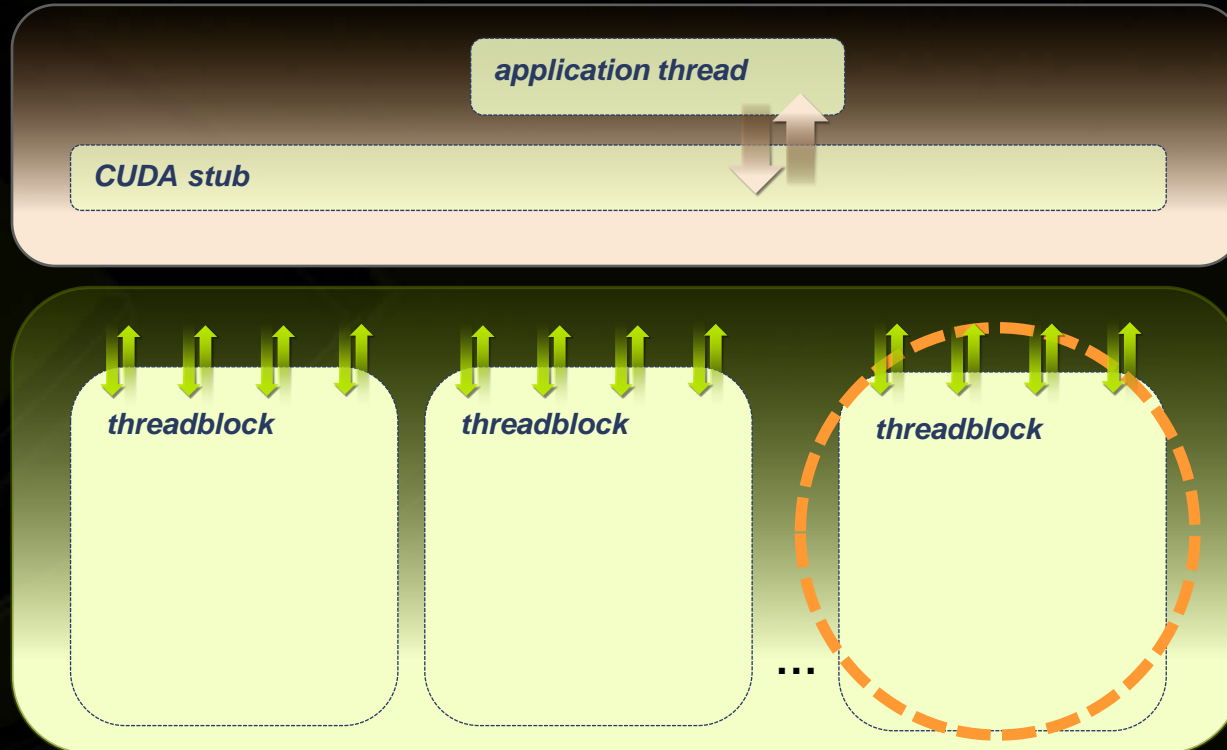 application thread
CUDA stub
threadblock
threadblock
threadblock
...